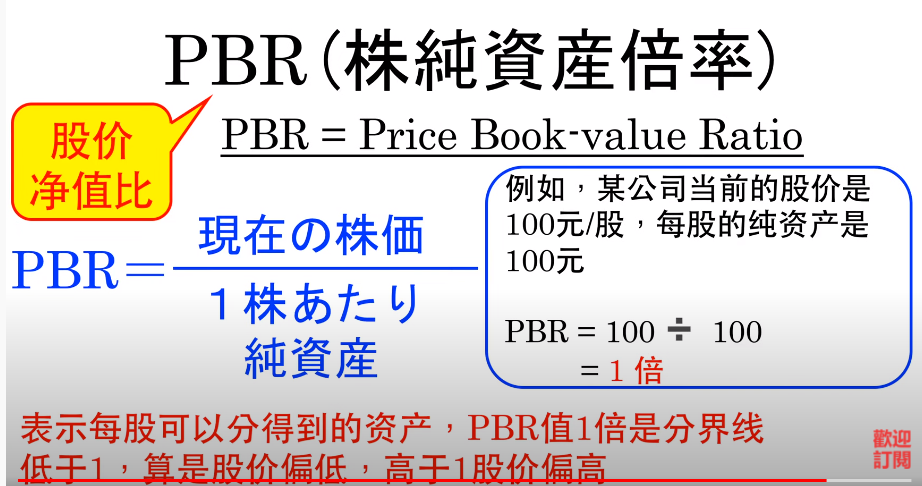 PBR(株純資産倍率)
PBR = Price Book-value Ratio
股价
净值比
PBR=
現在の株価
1株あたり
純資産
例如，某公司当前的股价是
100元/股，每股的纯资产是
100元
PBR = 100 ÷ 100
= 1 倍
表示每股可以分得到的资产，PBR值1倍是分界线
低于1，算是股价偏低，高于1股价偏高
歡迎
訂閱